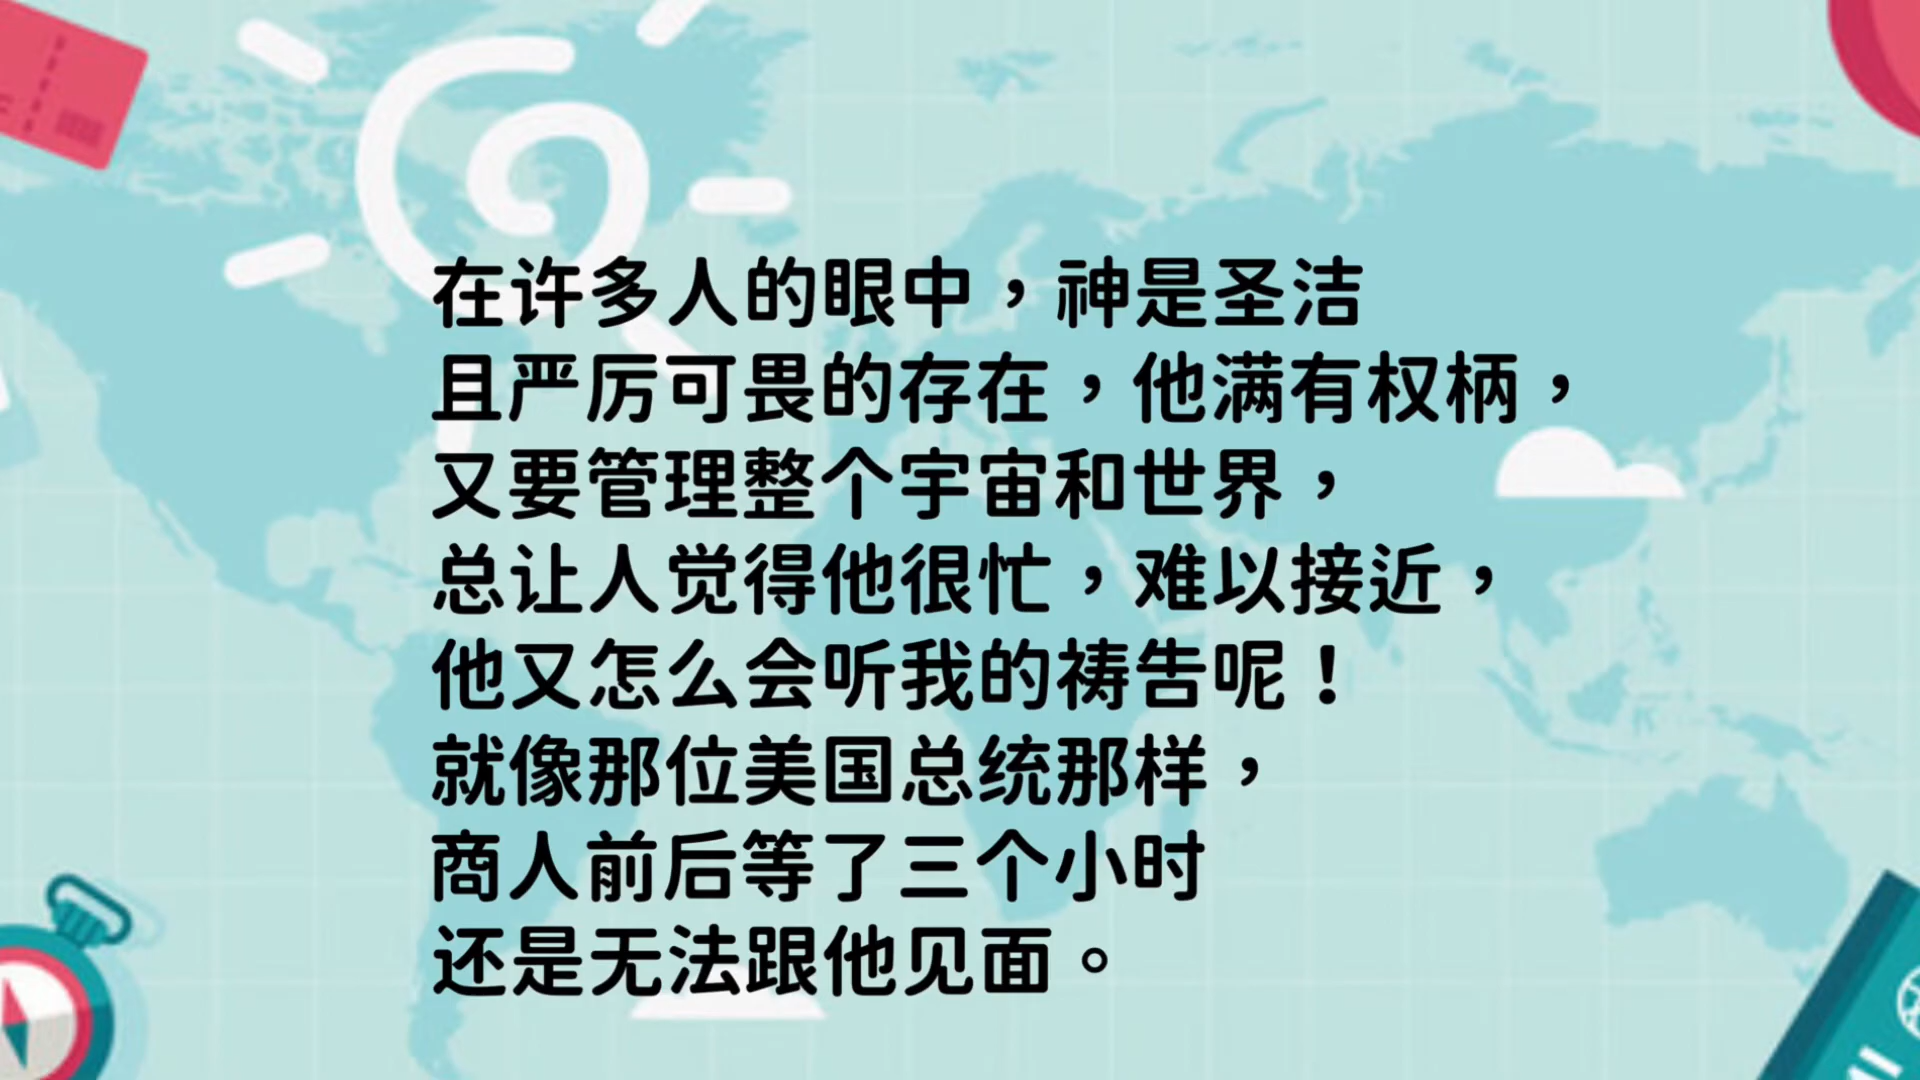 在许多人的眼中，神是圣洁
且严厉可畏的存在，他满有权柄，
又要管理整个宇宙和世界，
总让人觉得他很忙，难以接近，
他又怎么会听我的祷告呢！
就像那位美国总统那样，
商人前后等了三个小时
还是无法跟他见面。